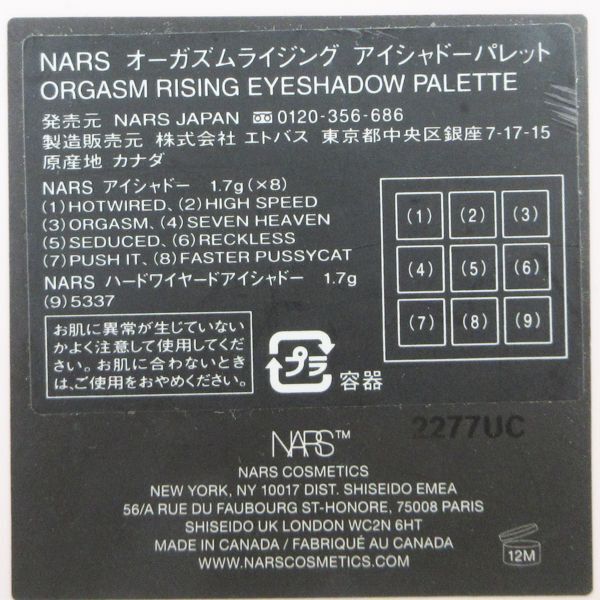 NARS オーガズムライジング アイシャドーパレット
ORGASM RISING EYESHADOW PALETTE
発売元 NARS JAPAN 0120-356-686
製造販売元 株式会社 エトバス 東京都中央区銀座7-17-15
原産地 カナダ
NARS アイシャドー 1.7g(×8)
(1)HOTWIRED, (2)HIGH SPEED
(3)ORGASM, (4)SEVEN HEAVEN
(5)SEDUCED, (6)RECKLESS
(7)PUSH IT, (8)FASTER PUSSYCAT
NARS ハードワイヤードアイシャドー 1.7g
(9)5337
(1) (2) (3)
(4) (5) (6)
(7) (8) (9)
お肌に異常が生じていない
かよく注意して使用してくだ
さい。お肌に合わないとき
は、ご使用をおやめください。
プラ
容器
2277UC
NARS™
NARS COSMETICS
NEW YORK, NY 10017 DIST. SHISEIDO EMEA
56/A RUE DU FAUBOURG ST-HONORE, 75008 PARIS
SHISEIDO UK LONDON WC2N 6HT
MADE IN CANADA / FABRIQUÉ AU CANADA
WWW.NARSCOSMETICS.COM
12M